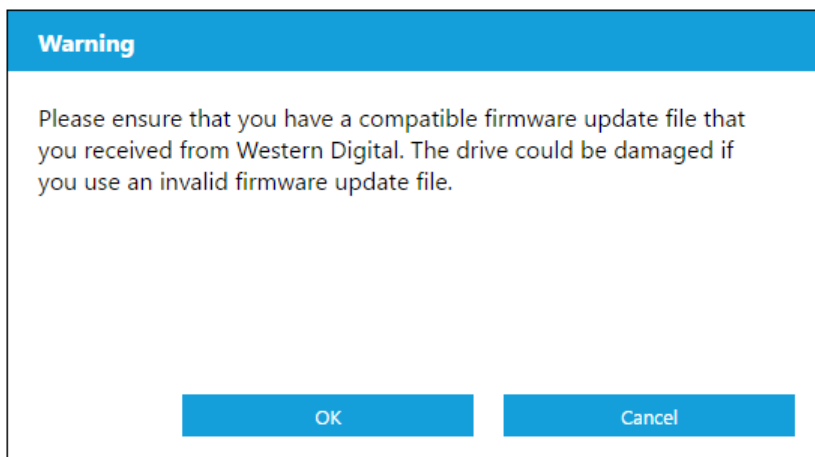 Warning
Please ensure that you have a compatible firmware update file that
you received from Western Digital. The drive could be damaged if
you use an invalid firmware update file.
OK
Cancel